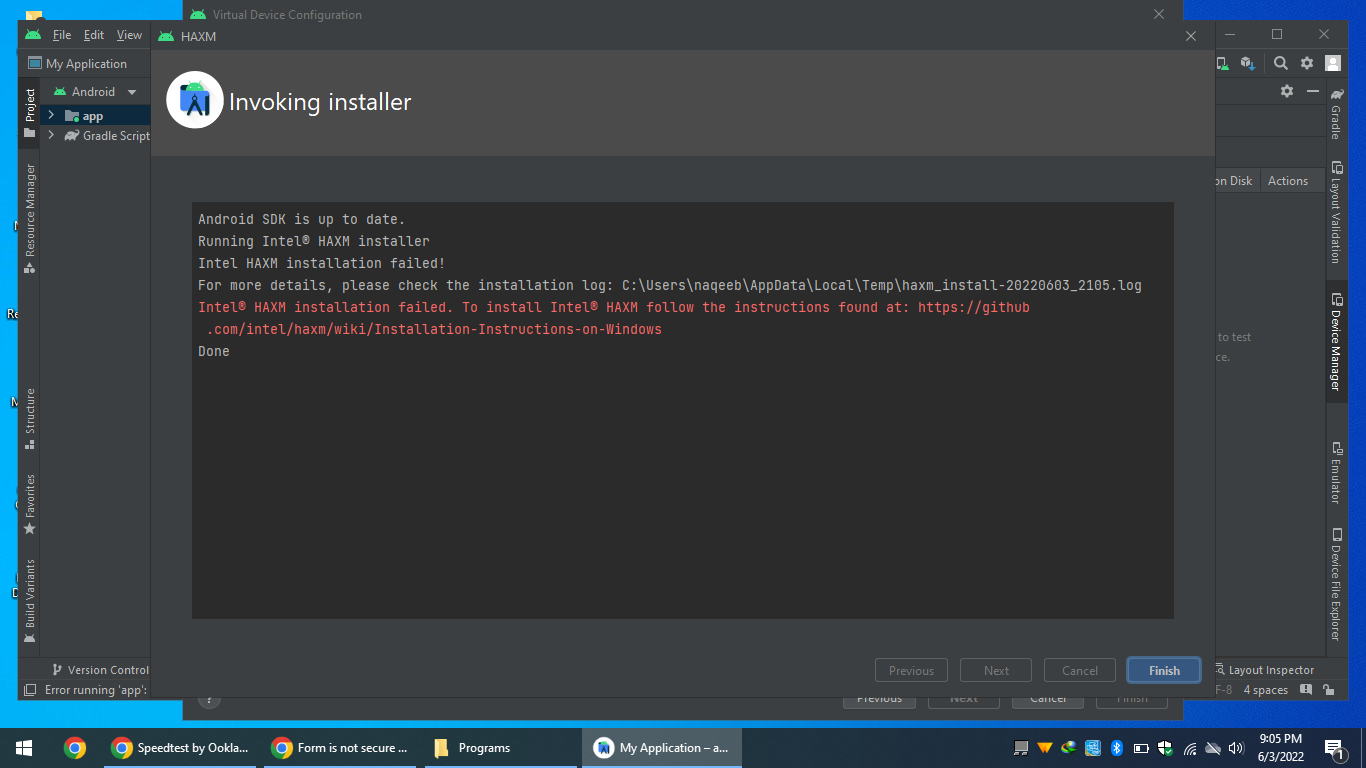 Virtual Device Configuration
HAXM
File Edit View
My Application
Android
app
Gradle Script
Project
Resource Manager
Structure
Favorites
Build Variants
Invoking installer
Android SDK is up to date.
Running Intel® HAXM installer
Intel HAXM installation failed!
For more details, please check the installation log: C:\Users\naqeeb\AppData\Local\Temp\haxm_install-20220603_2105.log
Intel® HAXM installation failed. To install Intel® HAXM follow the instructions found at: https://github
.com/intel/haxm/wiki/Installation-Instructions-on-Windows
Done
Previous Next Cancel Finish
on Disk Actions
to test
ce.
Gradle
Layout Validation
Device Manager
Emulator
Device File Explorer
Version Control
Layout Inspector
Error running 'app':
F-8 4 spaces
? Previous Next Cancel Finish
Speedtest by Ookla...
Form is not secure ...
Programs
My Application – a...
9:05 PM
6/3/2022
1